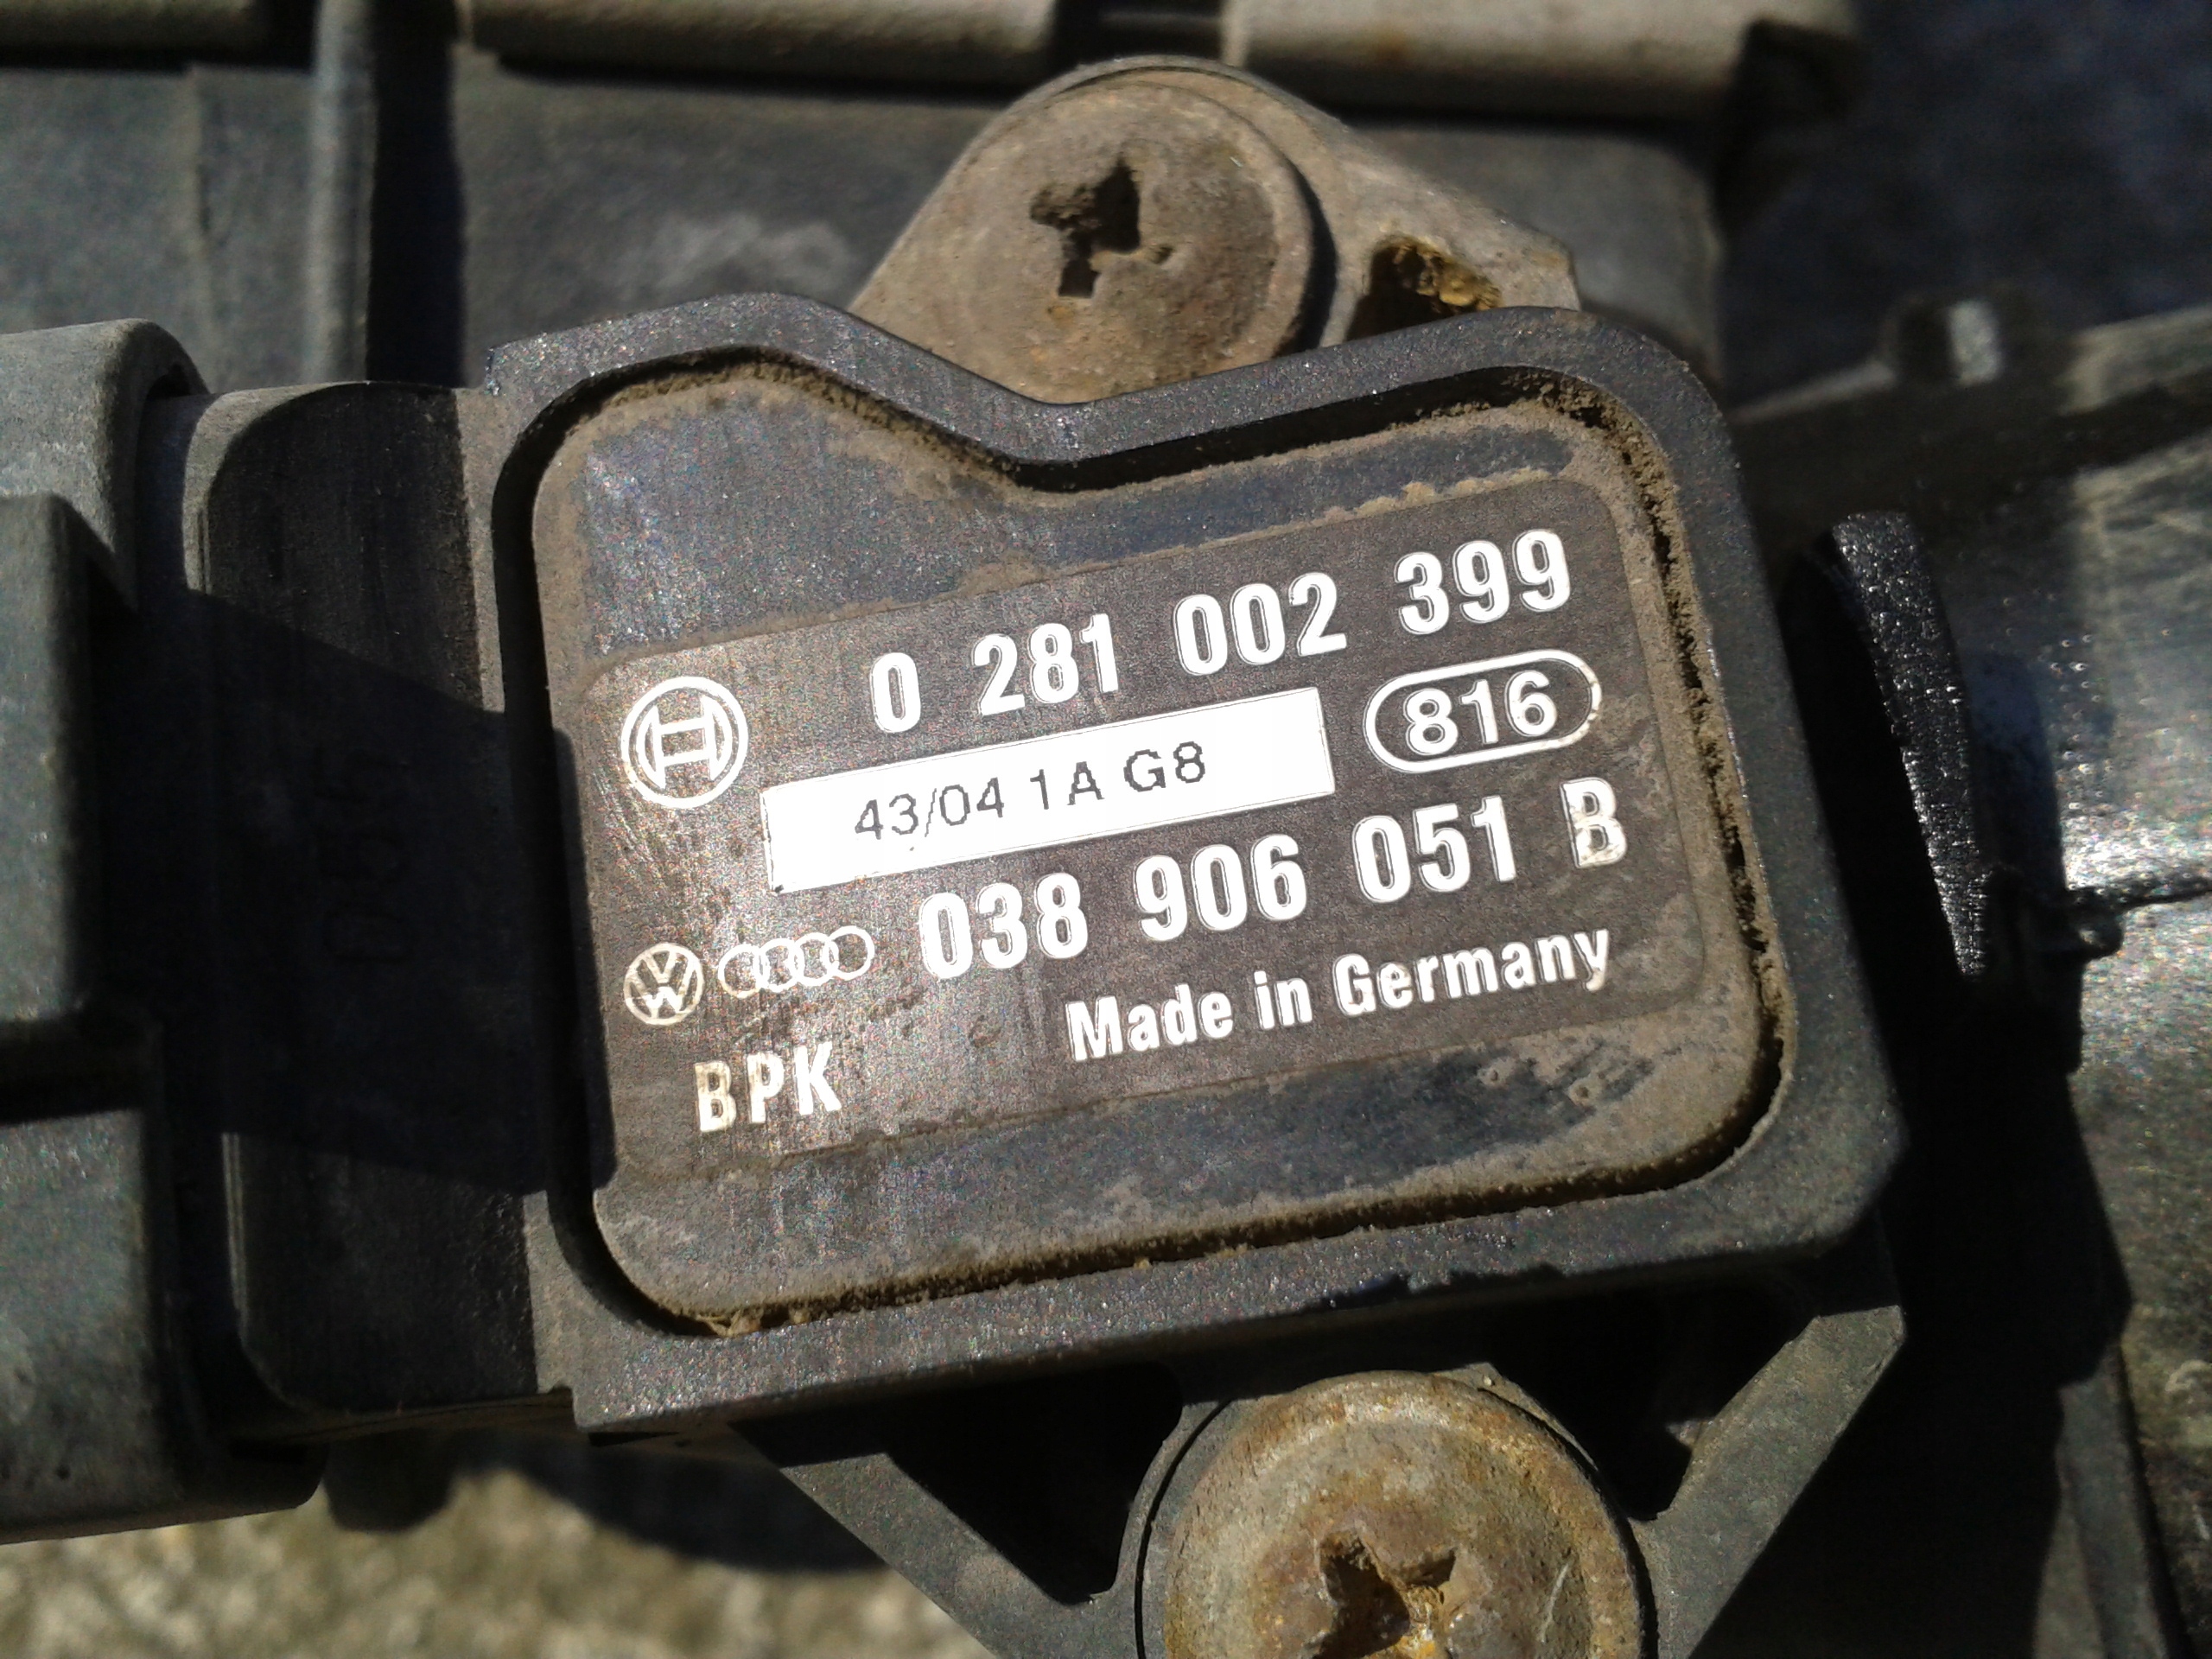 0 281 002 399
43/04 1A G8
816
038 906 051 B
Made in Germany
BPK